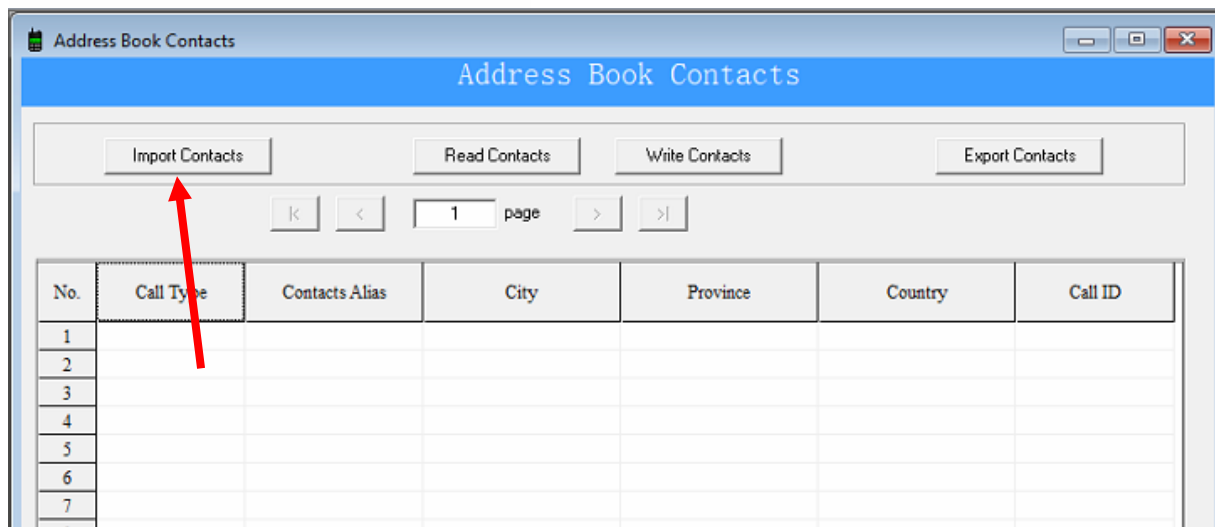 Address Book Contacts
Address Book Contacts
Import Contacts Read Contacts Write Contacts Export Contacts
|< < 1 page > >|
No. Call Type Contacts Alias City Province Country Call ID
1
2
3
4
5
6
7